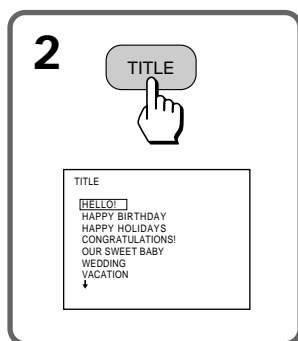 2
TITLE
TITLE
HELLO!
HAPPY BIRTHDAY
HAPPY HOLIDAYS
CONGRATULATIONS!
OUR SWEET BABY
WEDDING
VACATION